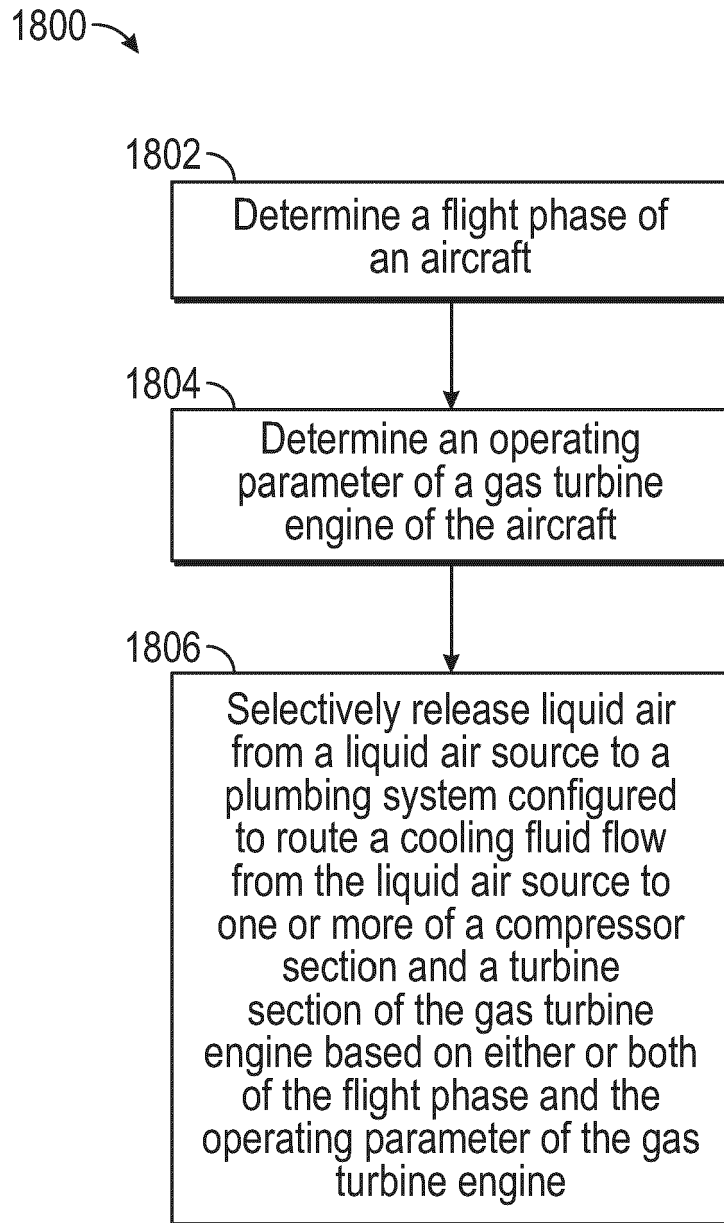 1800
1802
Determine a flight phase of
an aircraft
1804
Determine an operating
parameter of a gas turbine
engine of the aircraft
1806
Selectively release liquid air
from a liquid air source to a
plumbing system configured
to route a cooling fluid flow
from the liquid air source to
one or more of a compressor
section and a turbine
section of the gas turbine
engine based on either or both
of the flight phase and the
operating parameter of the gas
turbine engine